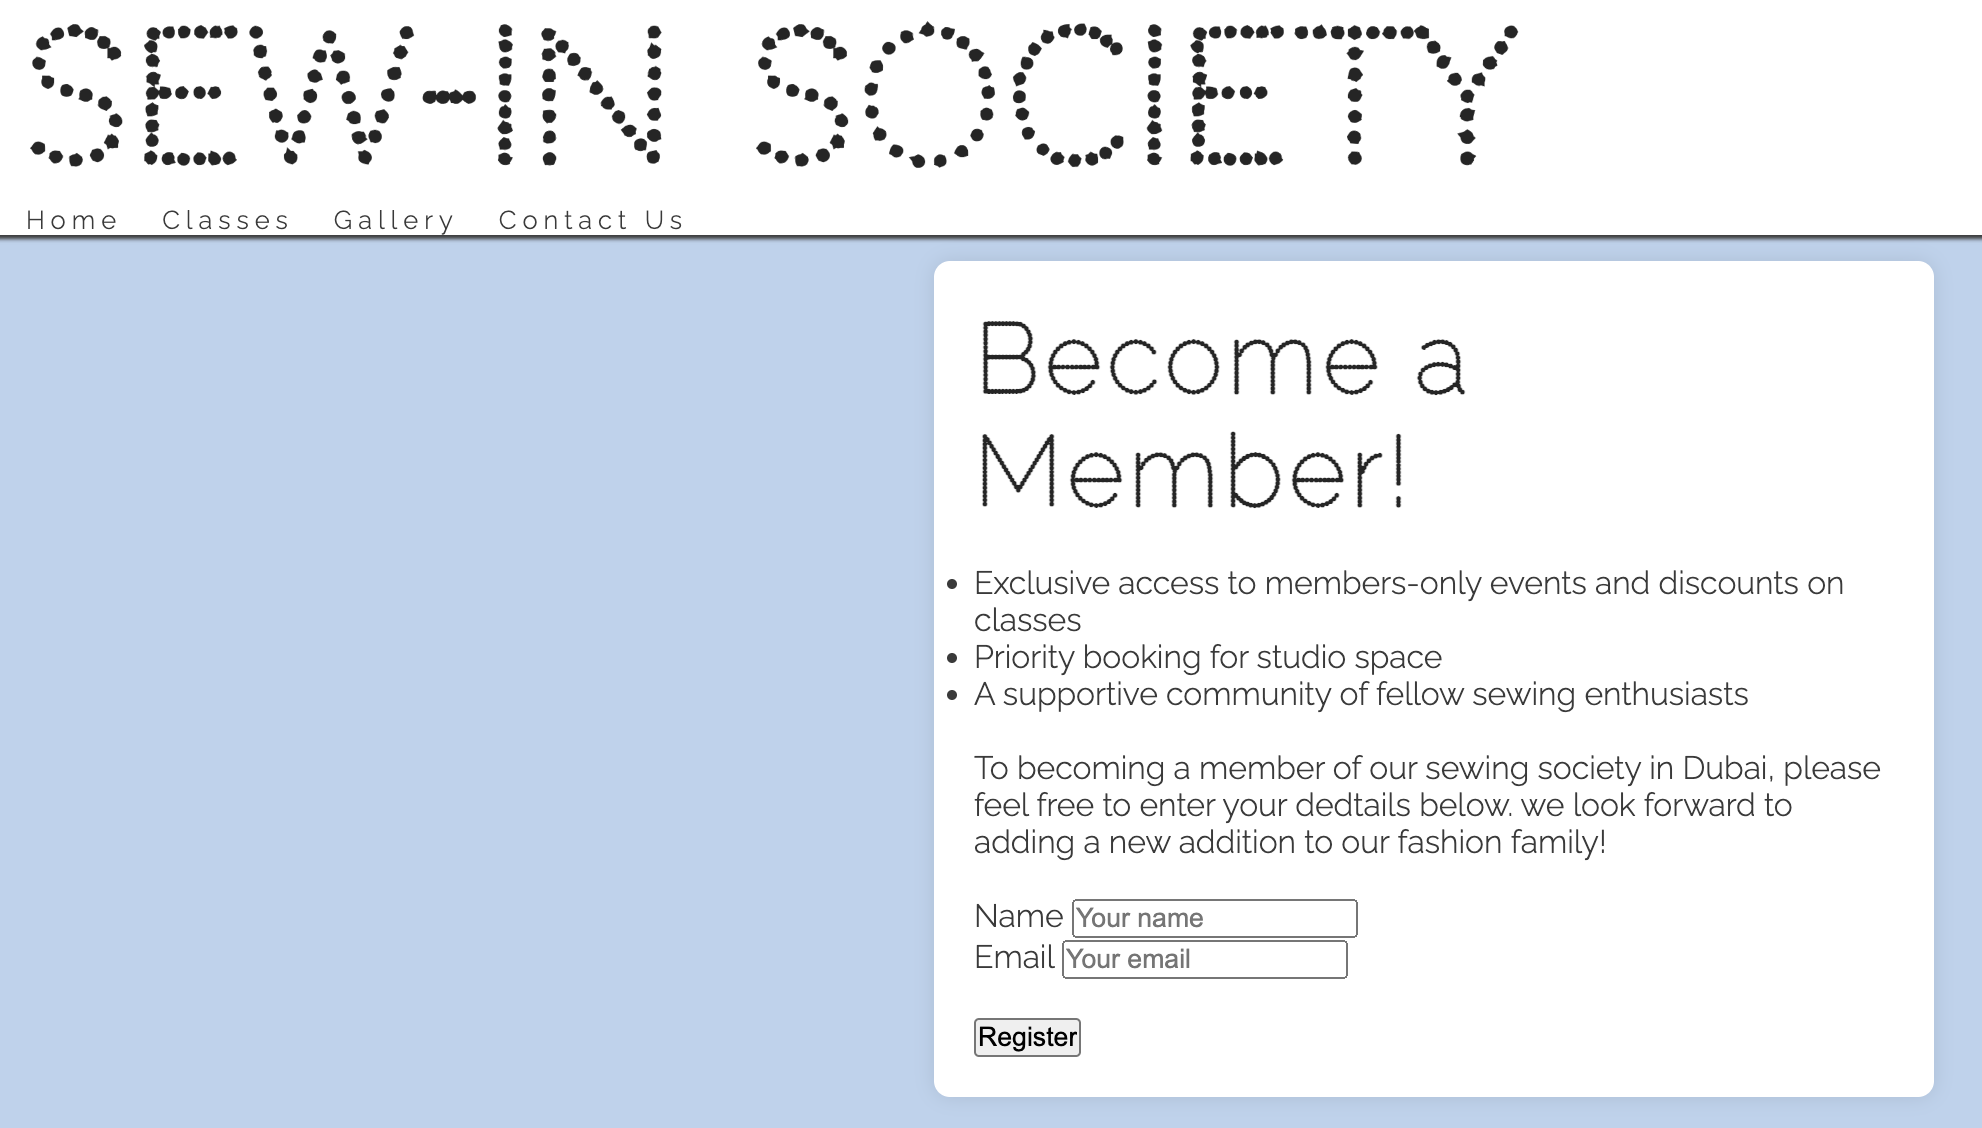 SEW-IN SOCIETY
Home Classes Gallery Contact Us
Become a
Member!
• Exclusive access to members-only events and discounts on
classes
• Priority booking for studio space
• A supportive community of fellow sewing enthusiasts
To becoming a member of our sewing society in Dubai, please
feel free to enter your dedtails below. we look forward to
adding a new addition to our fashion family!
Name Your name
Email Your email
Register